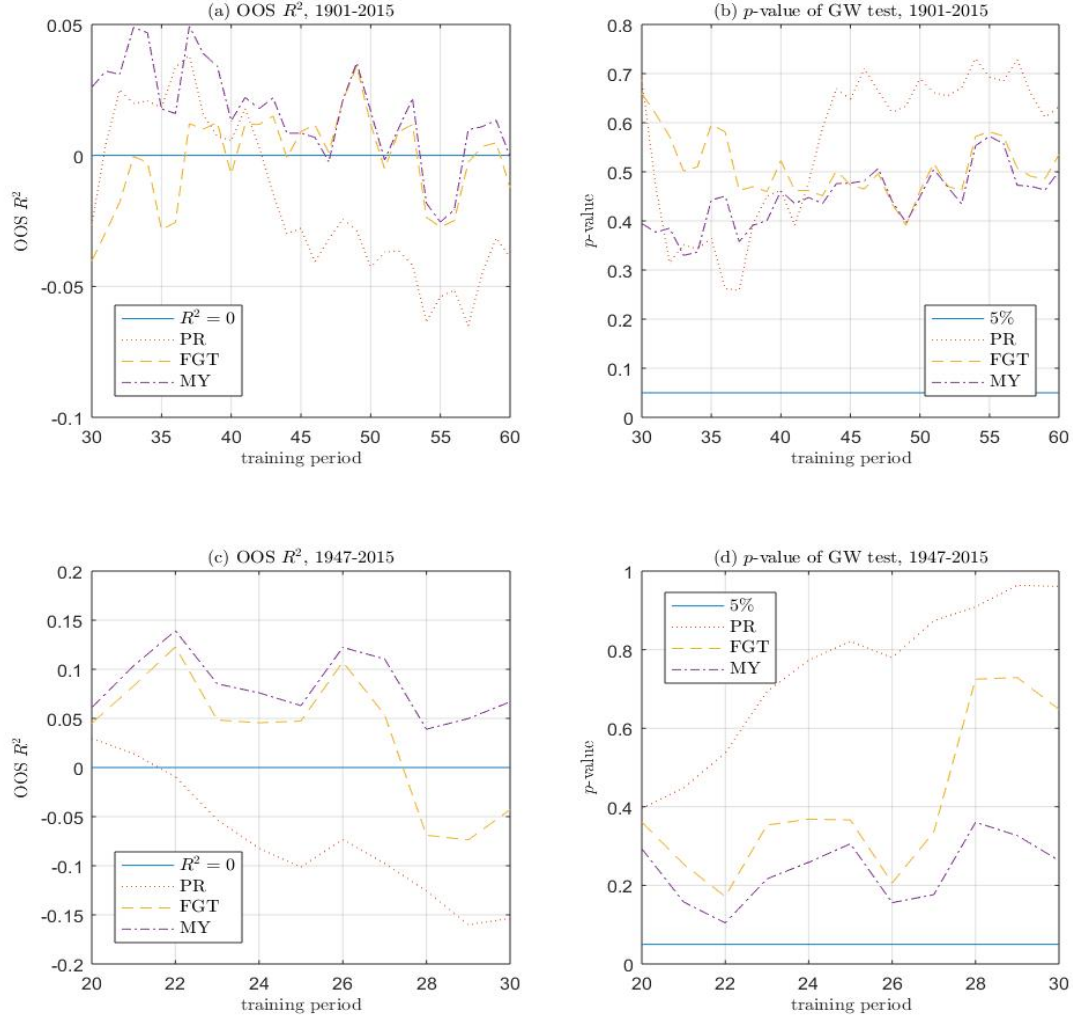 (a) OOS R², 1901-2015
0.05
0
-0.05
-0.1
OOS R²
R² = 0
PR
FGT
MY
30 35 40 45 50 55 60
training period
(b) p-value of GW test, 1901-2015
0.8
0.7
0.6
0.5
0.4
0.3
0.2
0.1
0
p-value
5%
PR
FGT
MY
30 35 40 45 50 55 60
training period
(c) OOS R², 1947-2015
0.2
0.15
0.1
0.05
0
-0.05
-0.1
-0.15
-0.2
OOS R²
R² = 0
PR
FGT
MY
20 22 24 26 28 30
training period
(d) p-value of GW test, 1947-2015
1
0.8
0.6
0.4
0.2
0
p-value
5%
PR
FGT
MY
20 22 24 26 28 30
training period